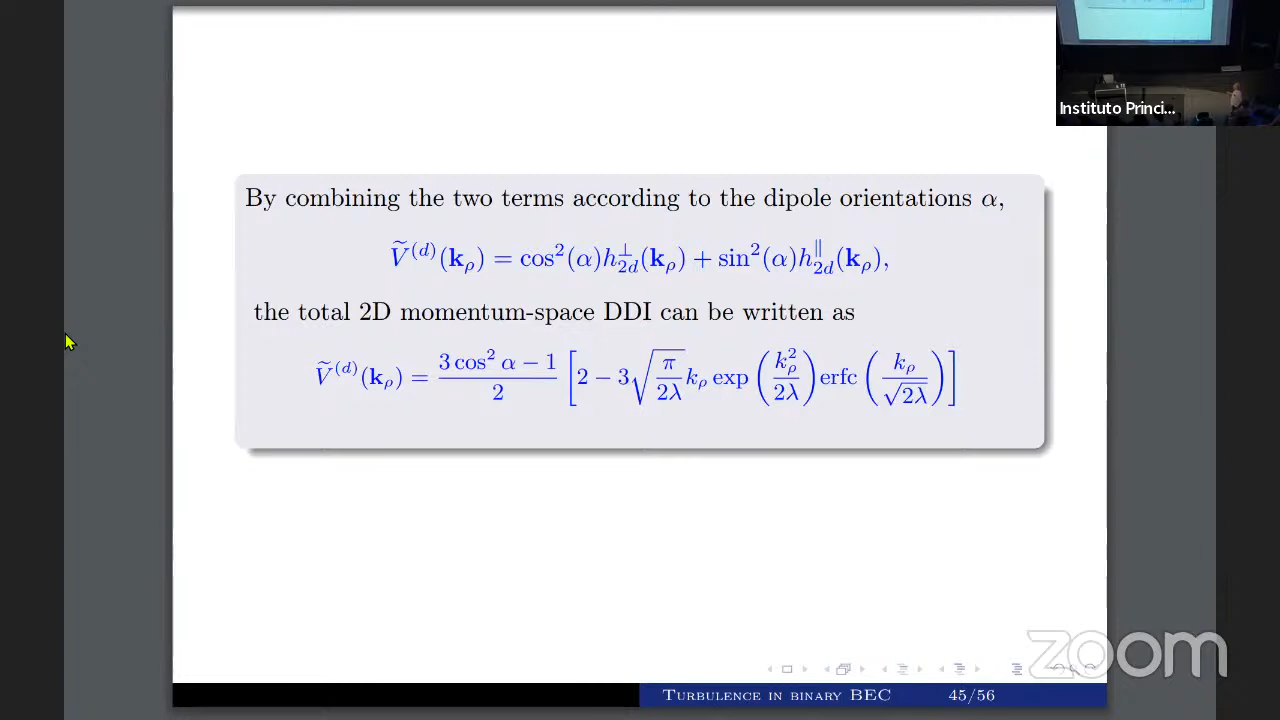 Instituto Princi...
By combining the two terms according to the dipole orientations α,
Ṽ^(d)(k_ρ) = cos²(α)h^⊥_2d(k_ρ) + sin²(α)h^∥_2d(k_ρ),
the total 2D momentum-space DDI can be written as
Ṽ^(d)(k_ρ) = (3 cos² α − 1)/2 [2 − 3√(π/2λ) k_ρ exp(k_ρ²/2λ) erfc(k_ρ/√2λ)]
zoom
Turbulence in binary BEC 45/56